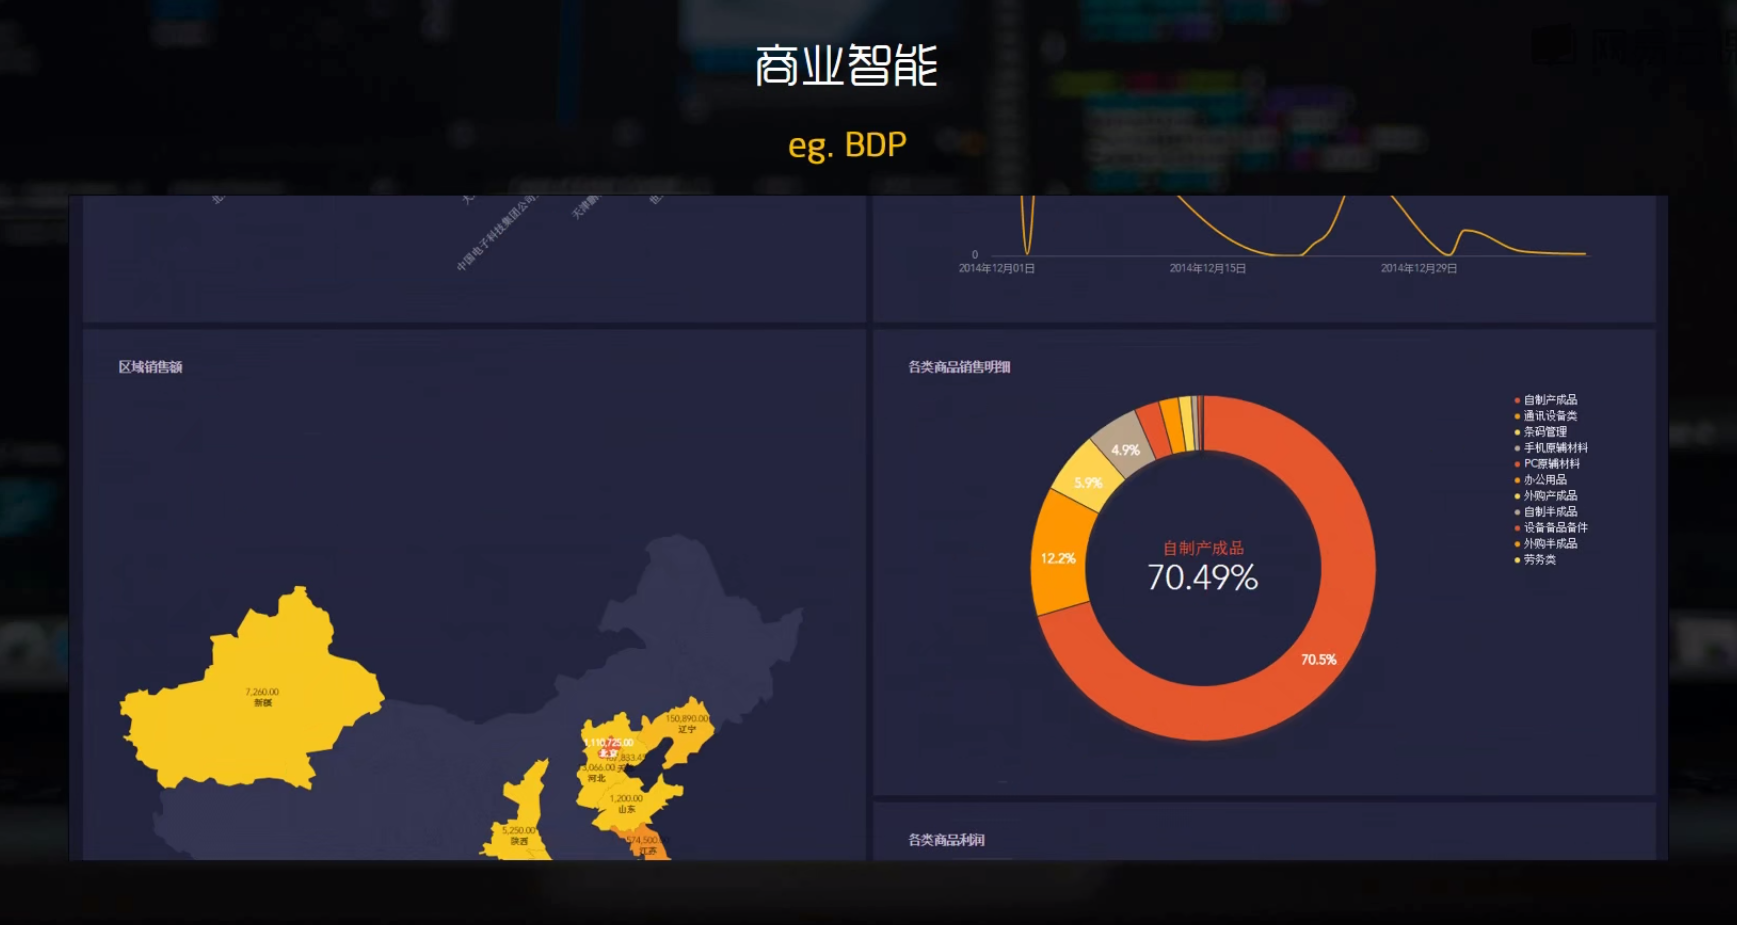 商业智能
eg. BDP
中国电子科技集团公司
0
2014年12月01日
2014年12月15日
2014年12月29日
区域销售额
7,260.00
新疆
150,890.00
辽宁
1,110,725.00
北京
河北
1,200.00
山东
5,250.00
陕西
574,500
江苏
各类商品销售明细
4.9%
5.9%
12.2%
自制产成品
70.49%
70.5%
自制产成品
通讯设备类
条码管理
手机原辅材料
PC原辅材料
办公用品
外购产成品
自制半成品
设备备品备件
外购半成品
劳务类
各类商品利润